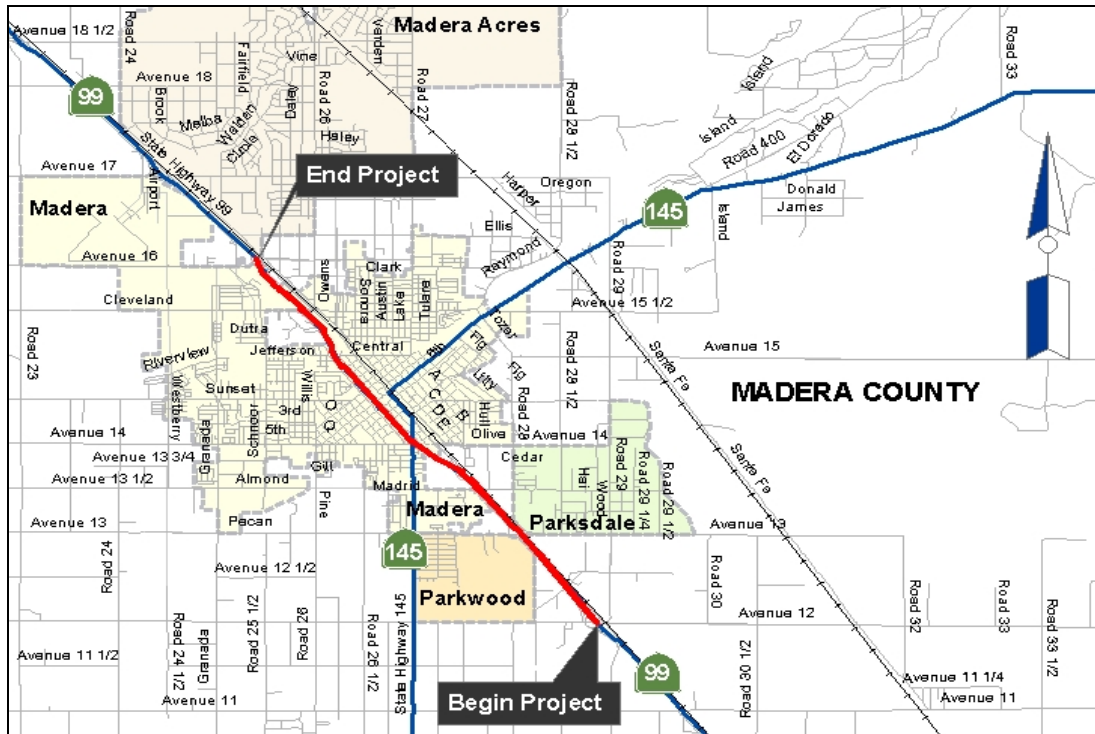 Madera Acres
Avenue 18 1/2
Road 24
Fairfield
Vine
Varden
Road 33
Avenue 18
Brook
Melba
Walden
Circle
Road 26
Haley
Road 27
Road 28 1/2
Island
99
State Highway 99
Island
Road 400
El Dorado
Avenue 17
Airport
End Project
Harper
Oregon
Donald
James
Island
145
Madera
Ellis
Raymond
Road 29
Avenue 16
Owens
Clark
Sonora
Austin
Lake
Tulare
Avenue 15 1/2
Cleveland
Road 23
Dutra
Jefferson
Central
8th
Tozer
Fig
Fig
Lilly
Riverview
Avenue 15
Santa Fe
Sunset
Westberry
Granada
Schnoor
Willis
3rd
5th
Q
Q
A
C
D
E
B
Hull
Olive
Road 28
Road 28 1/2
MADERA COUNTY
Avenue 14
Avenue 14
Avenue 13 3/4
Avenue 13 1/2
Gill
Cedar
Almond
Madrid
Pine
Hai
Wood
Road 29
Road 29 1/4
Road 29 1/2
Santa Fe
Madera
Pecan
Avenue 13
Parksdale
Avenue 13
Road 24
145
Avenue 12 1/2
Road 30
Road 32
Road 33
Road 33 1/2
Parkwood
Avenue 12
Road 24 1/2
Granada
Road 25 1/2
Road 26
Road 26 1/2
State Highway 145
Avenue 11 1/2
Road 30 1/2
99
Avenue 11 1/4
Avenue 11
Avenue 11
Begin Project